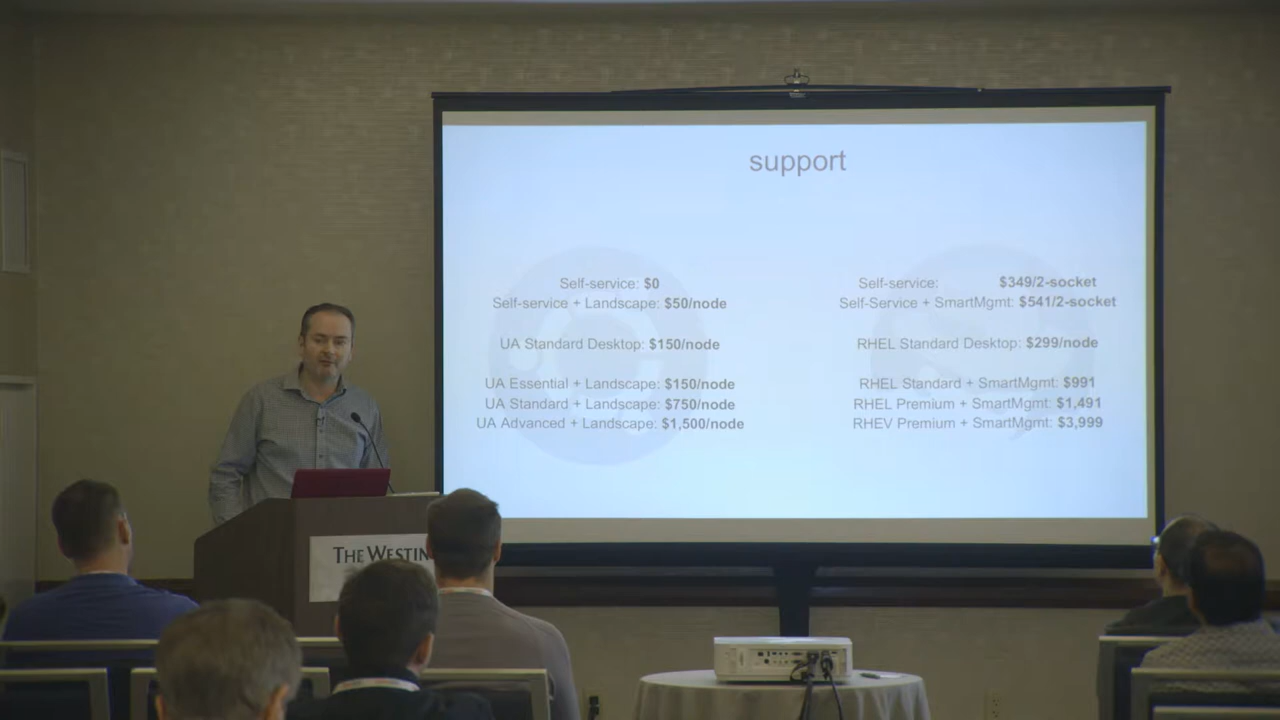 support
Self-service: $0
Self-service + Landscape: $50/node
UA Standard Desktop: $150/node
UA Essential + Landscape: $150/node
UA Standard + Landscape: $750/node
UA Advanced + Landscape: $1,500/node
Self-service: $349/2-socket
Self-Service + SmartMgmt: $541/2-socket
RHEL Standard Desktop: $299/node
RHEL Standard + SmartMgmt: $991
RHEL Premium + SmartMgmt: $1,491
RHEV Premium + SmartMgmt: $3,999
THE WESTIN